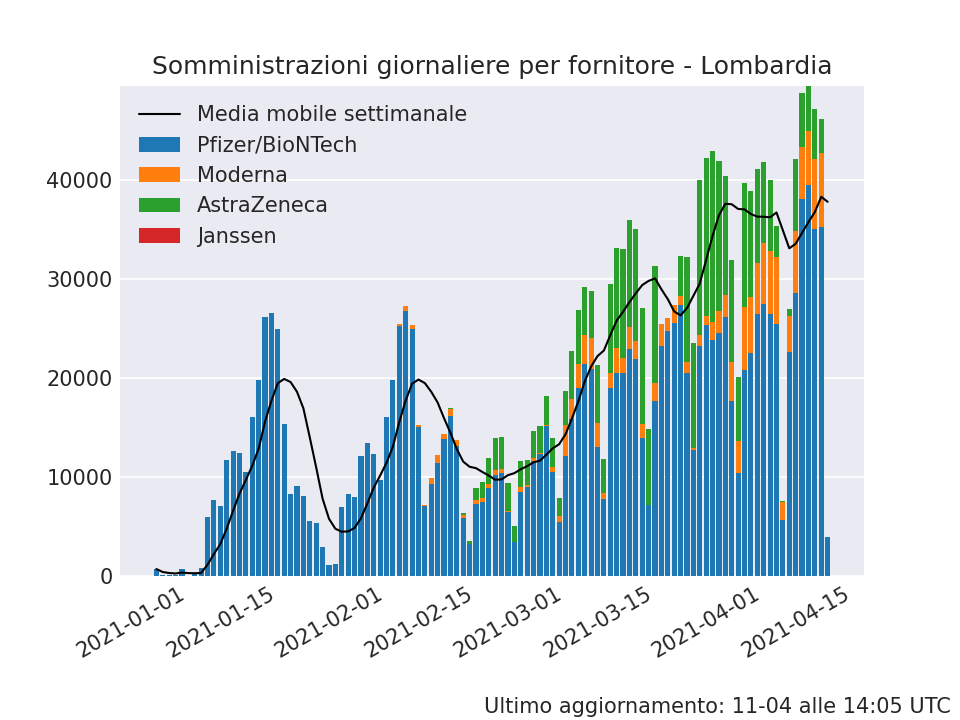 Somministrazioni giornaliere per fornitore - Lombardia
Media mobile settimanale
Pfizer/BioNTech
Moderna
AstraZeneca
Janssen
40000
30000
20000
10000
0
2021-01-01
2021-01-15
2021-02-01
2021-02-15
2021-03-01
2021-03-15
2021-04-01
2021-04-15
Ultimo aggiornamento: 11-04 alle 14:05 UTC